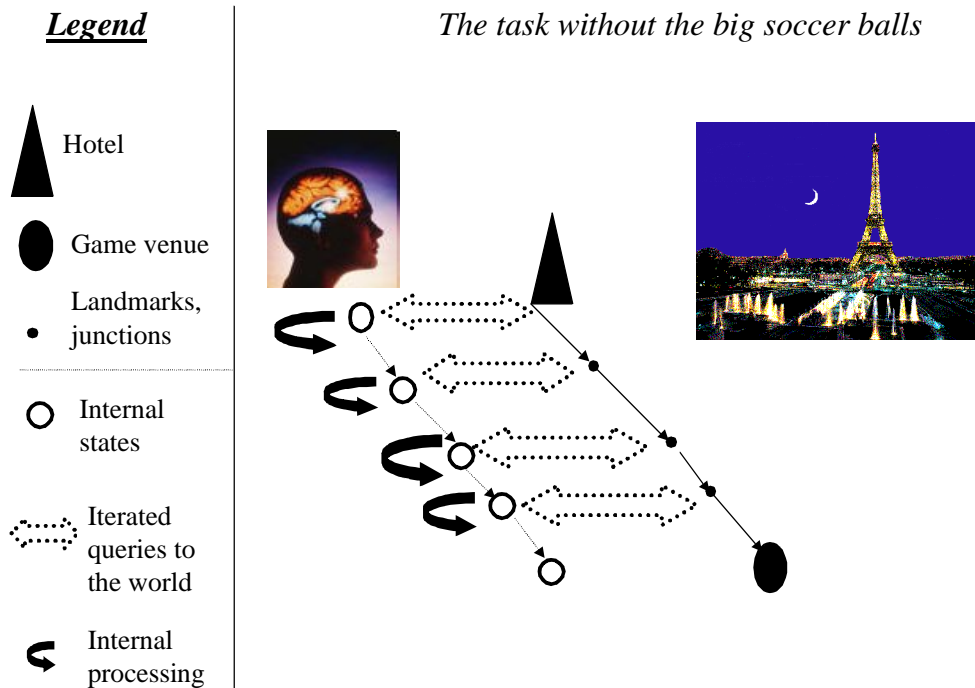 Legend
The task without the big soccer balls
Hotel
Game venue
Landmarks,
junctions
Internal
states
Iterated
queries to
the world
Internal
processing